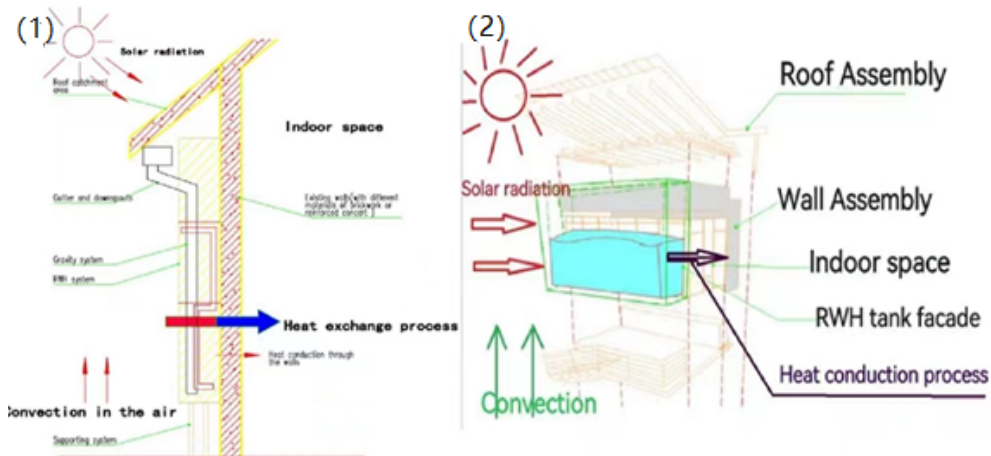 (1)
Solar radiation
Roof catchment
area
Indoor space
Gutter and downspouts
Existing walls(with different
materials of brickwork or
reinforced concert )
Gravity system
RWH system
Heat exchange process
Heat conduction through
the walls
Convection in the air
Supporting system
(2)
Roof Assembly
Solar radiation
Wall Assembly
Indoor space
RWH tank facade
Heat conduction process
Convection